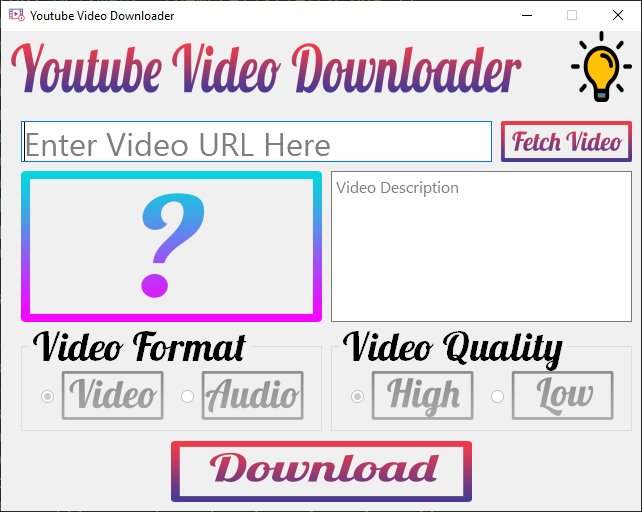 Youtube Video Downloader
Youtube Video Downloader
Enter Video URL Here
Fetch Video
?
Video Description
Video Format
Video Audio
Video Quality
High Low
Download